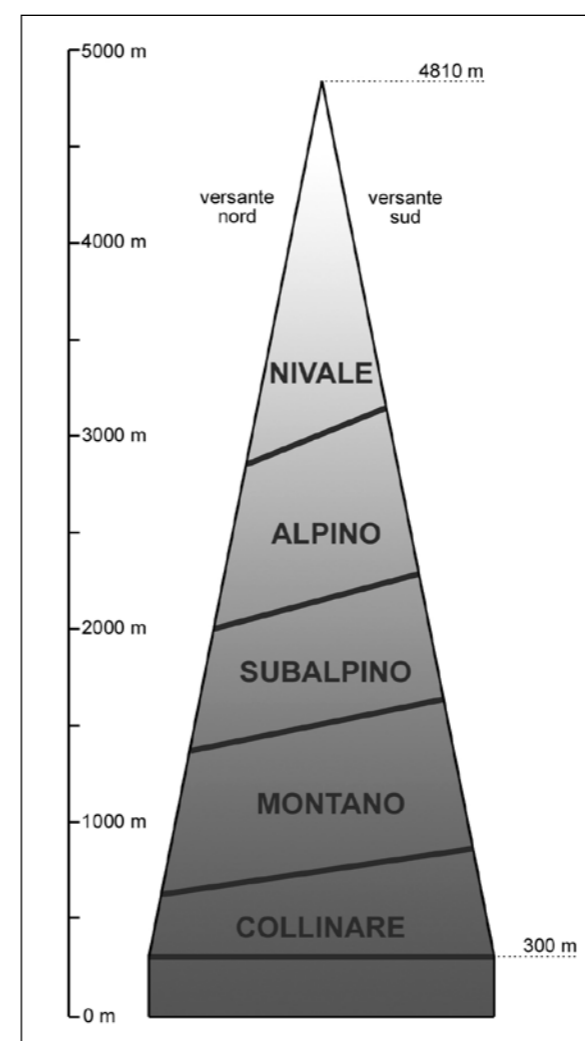 5000 m
4810 m
versante
nord
versante
sud
4000 m
NIVALE
3000 m
ALPINO
2000 m
SUBALPINO
MONTANO
1000 m
COLLINARE
300 m
0 m